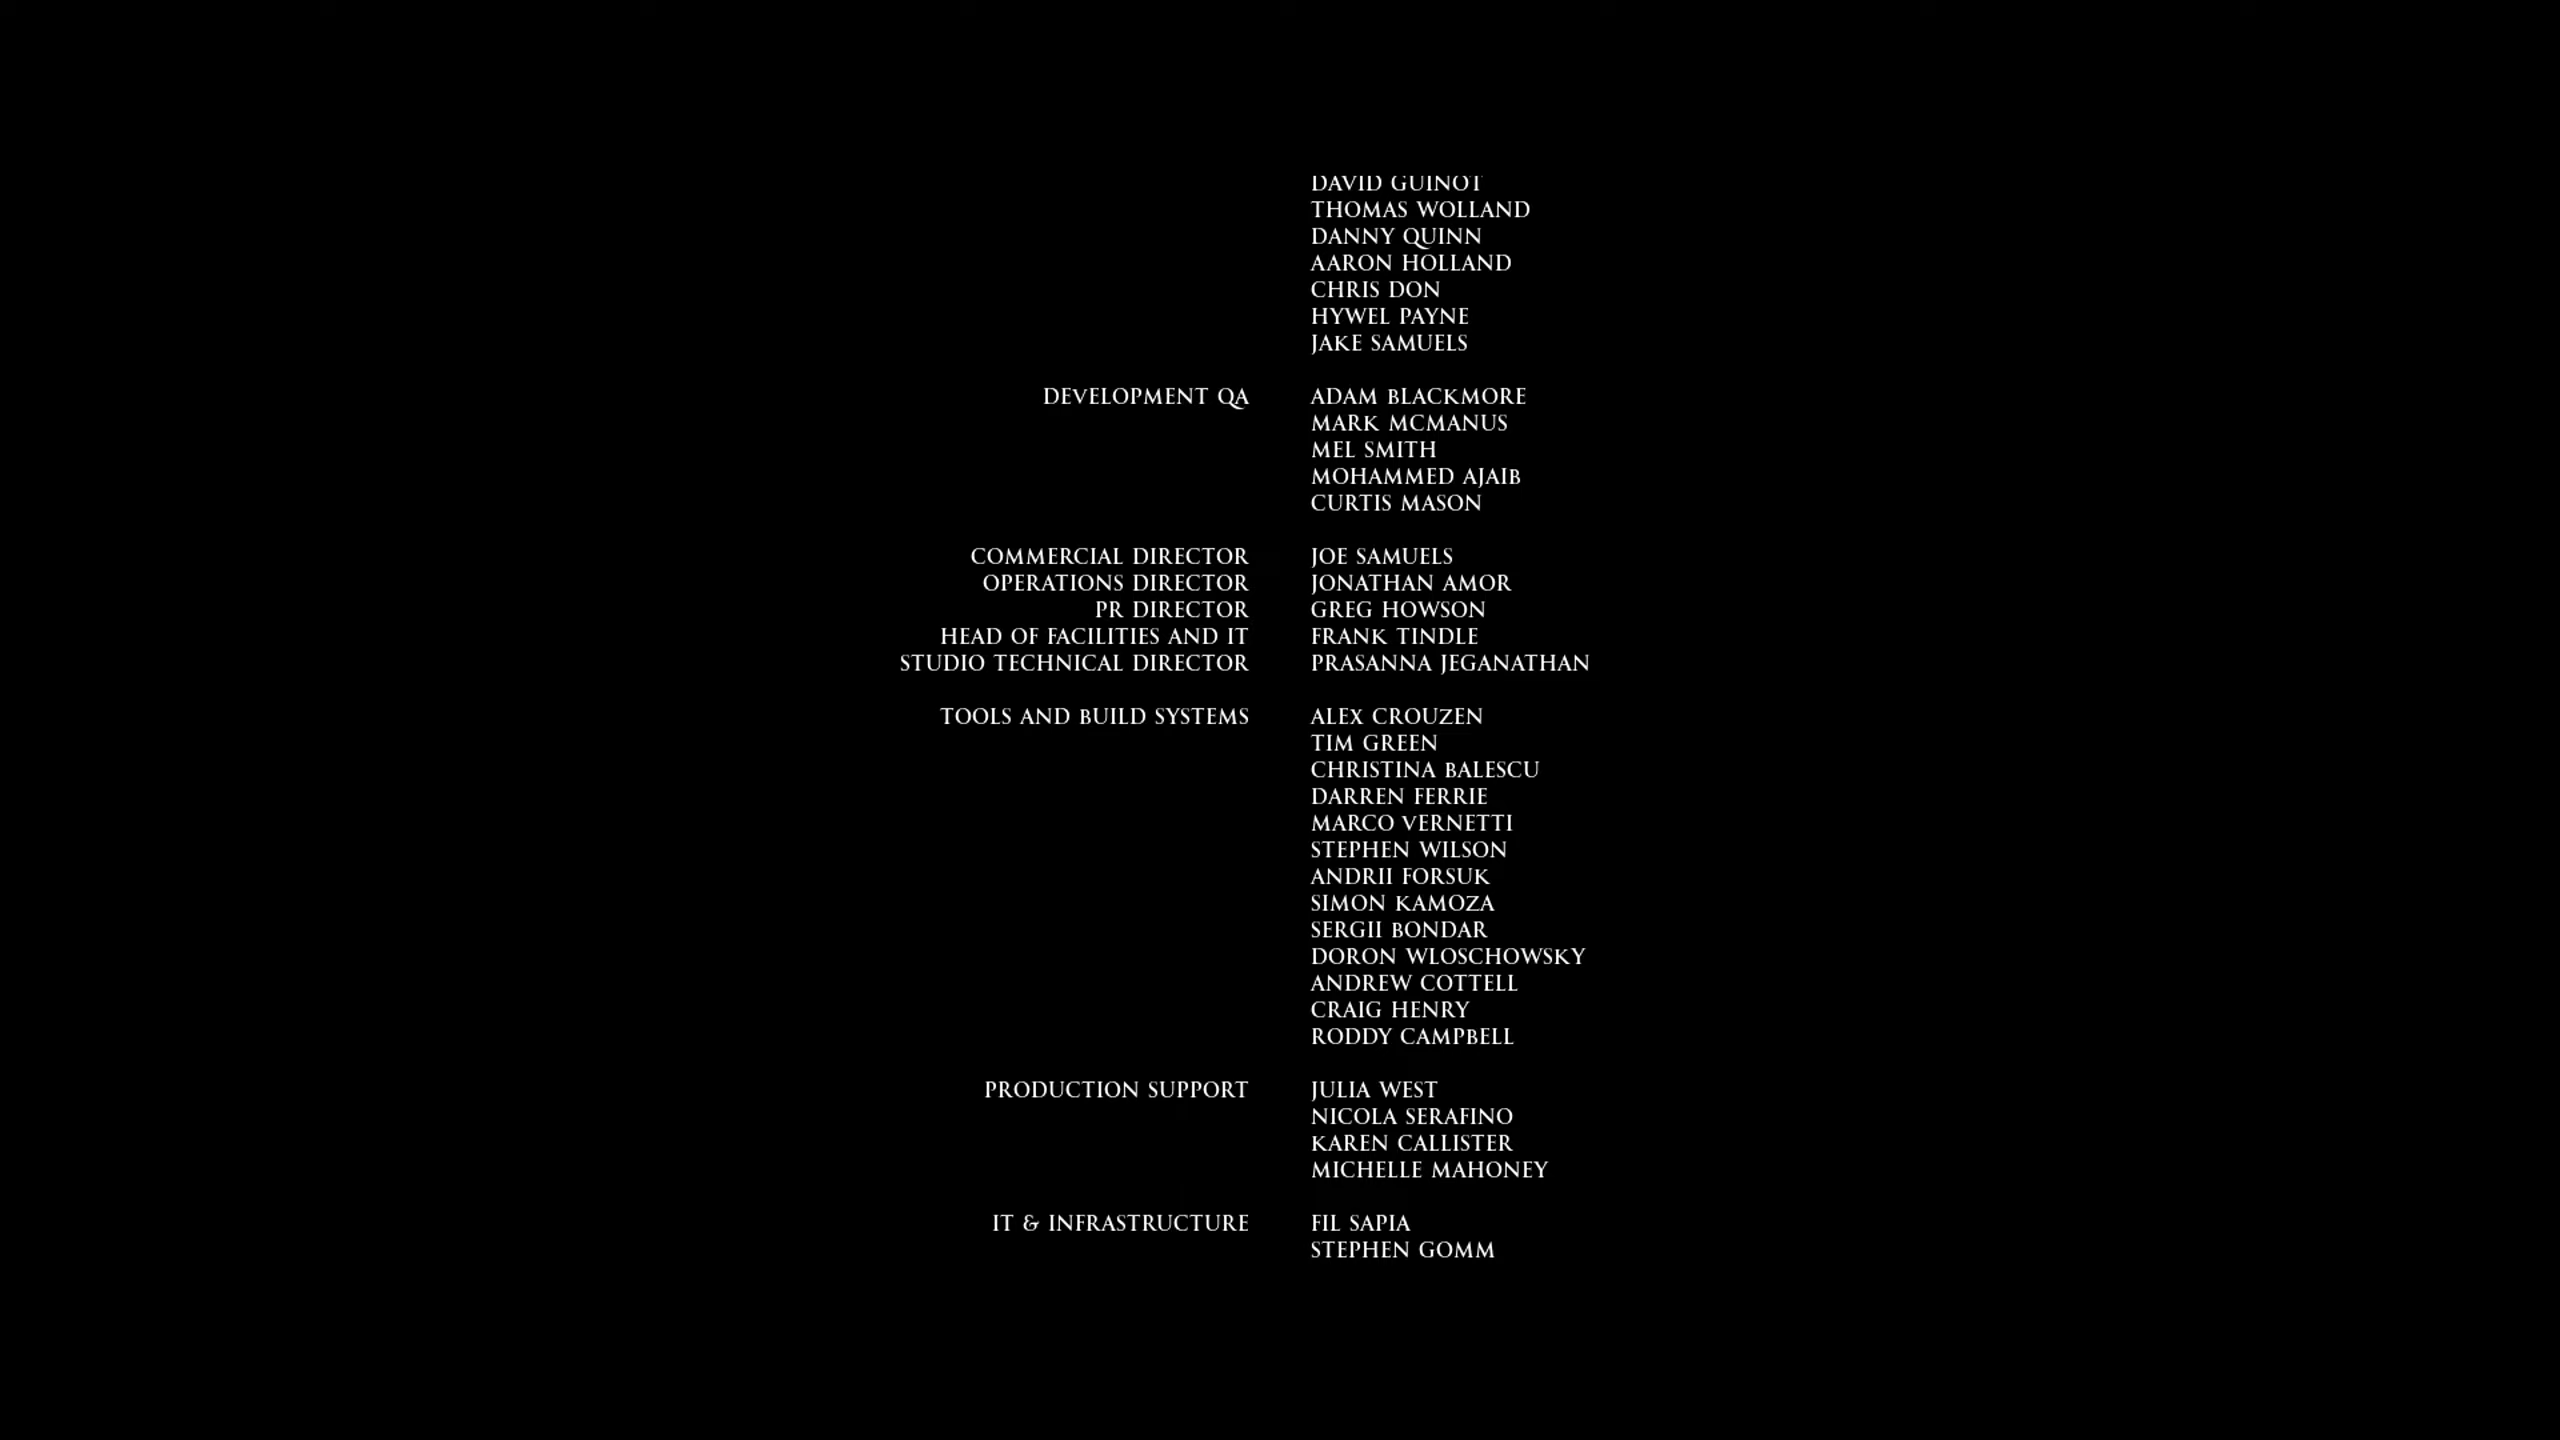 DAVID GUINOT
THOMAS WOLLAND
DANNY QUINN
AARON HOLLAND
CHRIS DON
HYWEL PAYNE
JAKE SAMUELS
DEVELOPMENT QA ADAM BLACKMORE
MARK MCMANUS
MEL SMITH
MOHAMMED AJAIB
CURTIS MASON
COMMERCIAL DIRECTOR JOE SAMUELS
OPERATIONS DIRECTOR JONATHAN AMOR
PR DIRECTOR GREG HOWSON
HEAD OF FACILITIES AND IT FRANK TINDLE
STUDIO TECHNICAL DIRECTOR PRASANNA JEGANATHAN
TOOLS AND BUILD SYSTEMS ALEX CROUZEN
TIM GREEN
CHRISTINA BALESCU
DARREN FERRIE
MARCO VERNETTI
STEPHEN WILSON
ANDRII FORSUK
SIMON KAMOZA
SERGII BONDAR
DORON WLOSCHOWSKY
ANDREW COTTELL
CRAIG HENRY
RODDY CAMPBELL
PRODUCTION SUPPORT JULIA WEST
NICOLA SERAFINO
KAREN CALLISTER
MICHELLE MAHONEY
IT & INFRASTRUCTURE FIL SAPIA
STEPHEN GOMM